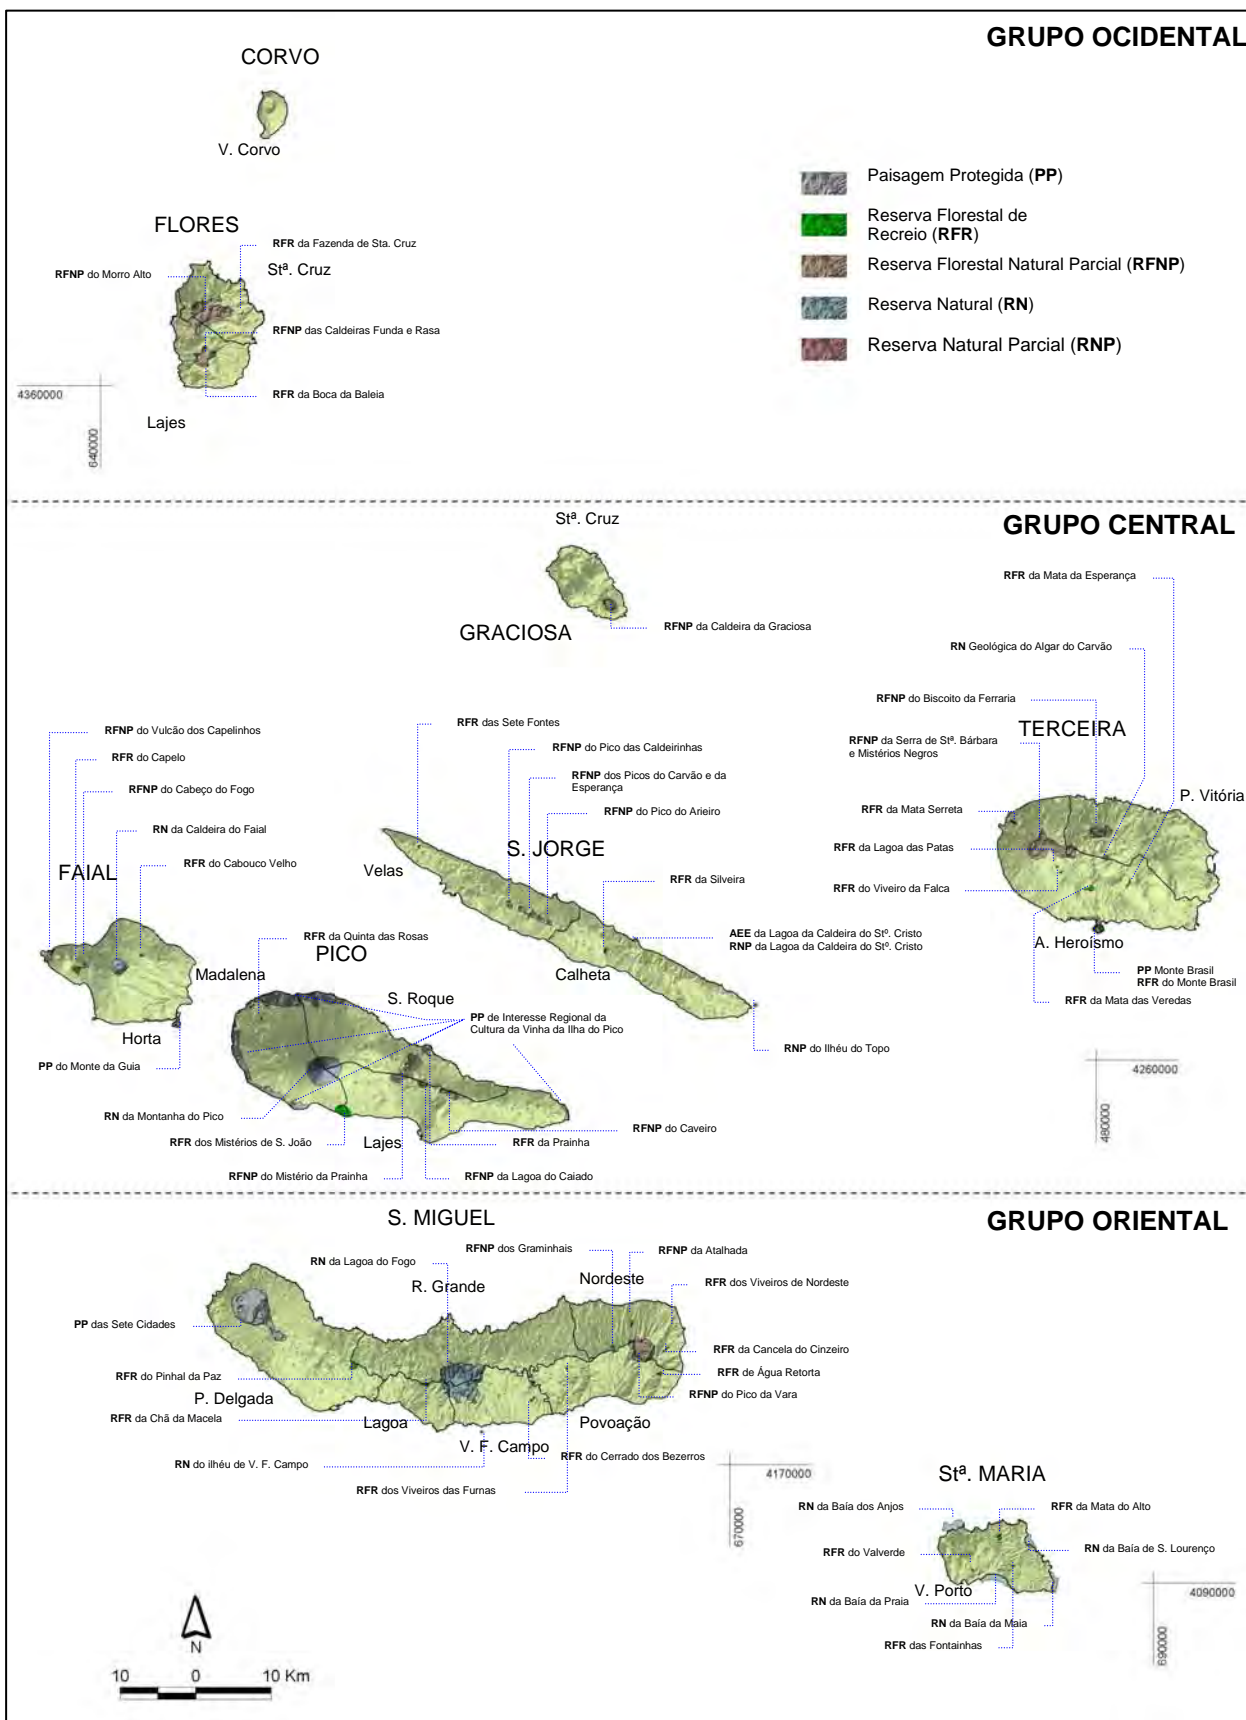 GRUPO OCIDENTAL
CORVO
V. Corvo
Paisagem Protegida (PP)
Reserva Florestal de
Recreio (RFR)
Reserva Florestal Natural Parcial (RFNP)
Reserva Natural (RN)
Reserva Natural Parcial (RNP)
FLORES
RFR da Fazenda de Sta. Cruz
Stª. Cruz
RFNP do Morro Alto
RFNP das Caldeiras Funda e Rasa
RFR da Boca da Baleia
Lajes
4360000
640000
GRUPO CENTRAL
Stª. Cruz
GRACIOSA
RFNP da Caldeira da Graciosa
RFR da Mata da Esperança
RN Geológica do Algar do Carvão
RFNP do Biscoito da Ferraria
TERCEIRA
RFNP da Serra de Stª. Bárbara
e Mistérios Negros
P. Vitória
RFR da Mata Serreta
RFR da Lagoa das Patas
RFR do Viveiro da Falca
A. Heroísmo
PP Monte Brasil
RFR do Monte Brasil
RFR da Mata das Veredas
RFR das Sete Fontes
RFNP do Pico das Caldeirinhas
RFNP dos Picos do Carvão e da
Esperança
RFNP do Pico do Arieiro
S. JORGE
Velas
RFR da Silveira
AEE da Lagoa da Caldeira do Stº. Cristo
RNP da Lagoa da Caldeira do Stº. Cristo
Calheta
RNP do Ilhéu do Topo
RFNP do Vulcão dos Capelinhos
RFR do Capelo
RFNP do Cabeço do Fogo
RN da Caldeira do Faial
RFR do Cabouco Velho
FAIAL
Horta
PP do Monte da Guia
RFR da Quinta das Rosas
PICO
Madalena
S. Roque
PP de Interesse Regional da
Cultura da Vinha da Ilha do Pico
RN da Montanha do Pico
RFR dos Mistérios de S. João
Lajes
RFR da Prainha
RFNP do Caveiro
RFNP do Mistério da Prainha
RFNP da Lagoa do Caiado
4260000
480000
GRUPO ORIENTAL
S. MIGUEL
RFNP dos Graminhais
RFNP da Atalhada
RN da Lagoa do Fogo
R. Grande
Nordeste
RFR dos Viveiros de Nordeste
PP das Sete Cidades
RFR da Cancela do Cinzeiro
RFR do Pinhal da Paz
RFR de Água Retorta
P. Delgada
RFNP do Pico da Vara
RFR da Chã da Macela
Lagoa
Povoação
V. F. Campo
RN do ilhéu de V. F. Campo
RFR do Cerrado dos Bezerros
RFR dos Viveiros das Furnas
4170000
670000
Stª. MARIA
RN da Baía dos Anjos
RFR da Mata do Alto
RFR do Valverde
RN da Baía de S. Lourenço
V. Porto
RN da Baía da Praia
RN da Baía da Maia
RFR das Fontainhas
4090000
690000
N
10 0 10 Km